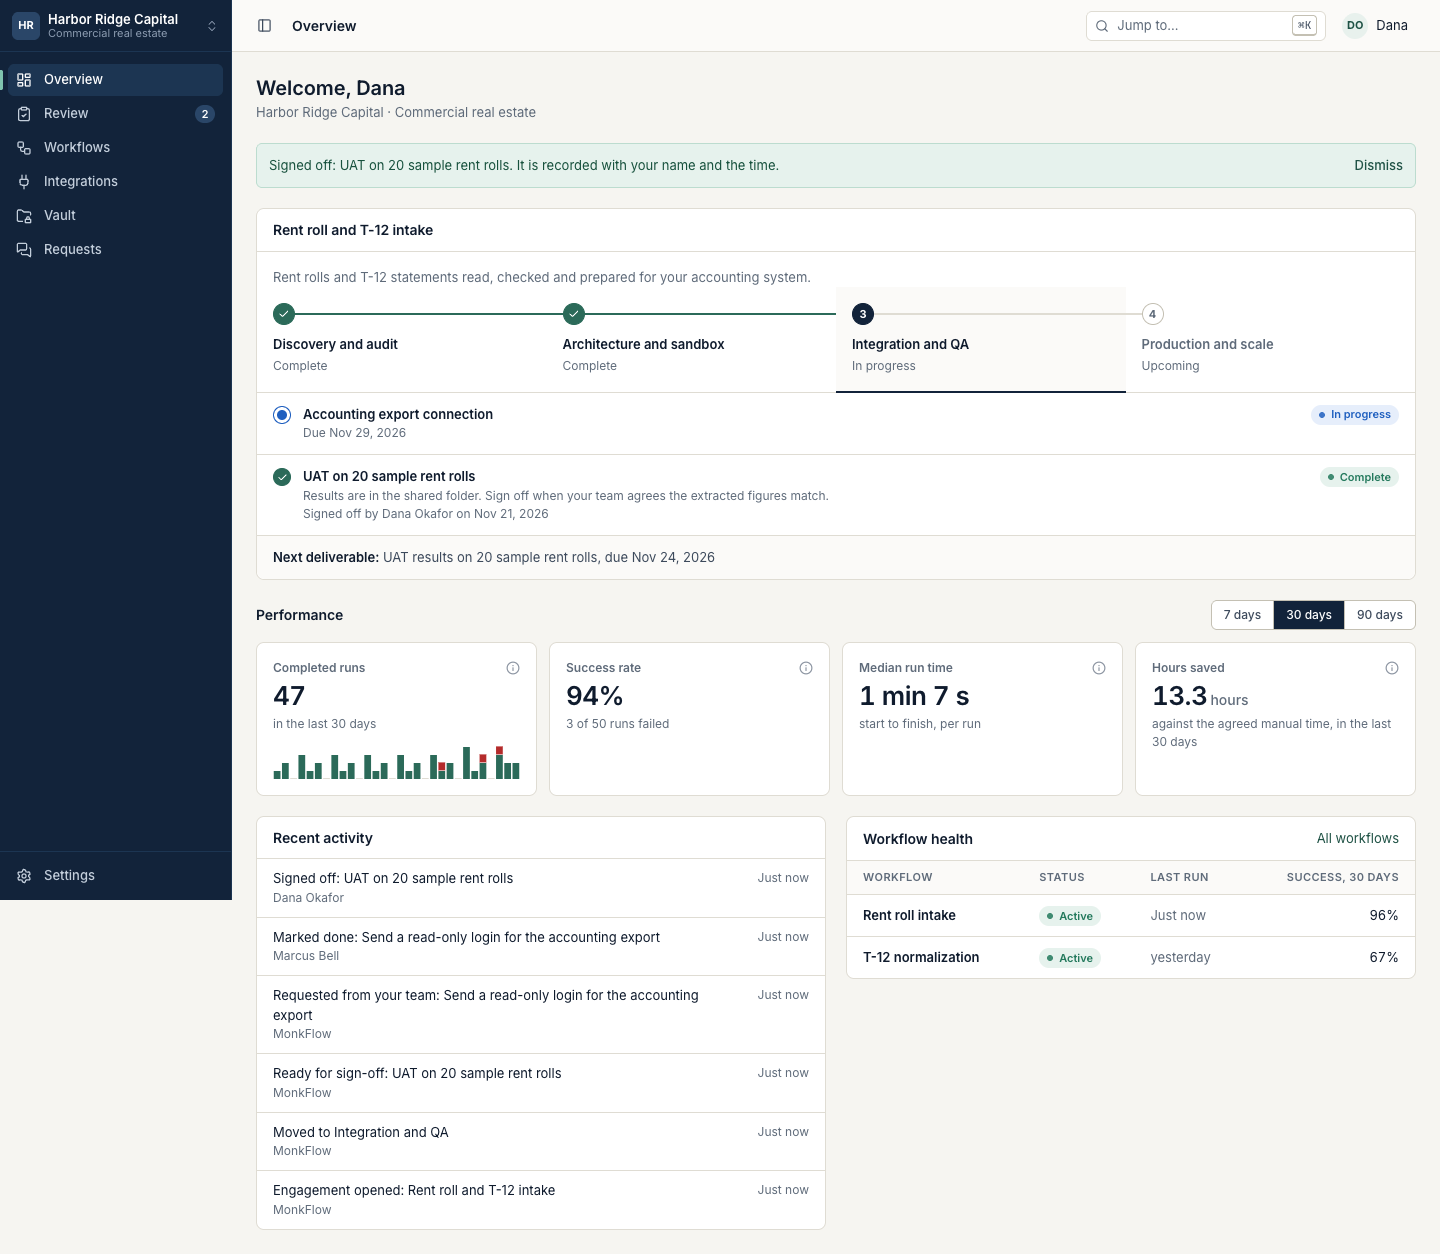 HR
Harbor Ridge Capital
Commercial real estate
Overview
Review
2
Workflows
Integrations
Vault
Requests
Settings
Overview
Jump to...
⌘K
DO
Dana
Welcome, Dana
Harbor Ridge Capital · Commercial real estate
Signed off: UAT on 20 sample rent rolls. It is recorded with your name and the time.
Dismiss
Rent roll and T-12 intake
Rent rolls and T-12 statements read, checked and prepared for your accounting system.
Discovery and audit
Complete
Architecture and sandbox
Complete
3
Integration and QA
In progress
4
Production and scale
Upcoming
Accounting export connection
Due Nov 29, 2026
In progress
UAT on 20 sample rent rolls
Results are in the shared folder. Sign off when your team agrees the extracted figures match.
Signed off by Dana Okafor on Nov 21, 2026
Complete
Next deliverable: UAT results on 20 sample rent rolls, due Nov 24, 2026
Performance
7 days
30 days
90 days
Completed runs
47
in the last 30 days
Success rate
94%
3 of 50 runs failed
Median run time
1 min 7 s
start to finish, per run
Hours saved
13.3 hours
against the agreed manual time, in the last
30 days
Recent activity
Signed off: UAT on 20 sample rent rolls
Just now
Dana Okafor
Marked done: Send a read-only login for the accounting export
Just now
Marcus Bell
Requested from your team: Send a read-only login for the accounting
export
Just now
MonkFlow
Ready for sign-off: UAT on 20 sample rent rolls
Just now
MonkFlow
Moved to Integration and QA
Just now
MonkFlow
Engagement opened: Rent roll and T-12 intake
Just now
MonkFlow
Workflow health
All workflows
WORKFLOW
STATUS
LAST RUN
SUCCESS, 30 DAYS
Rent roll intake
Active
Just now
96%
T-12 normalization
Active
yesterday
67%